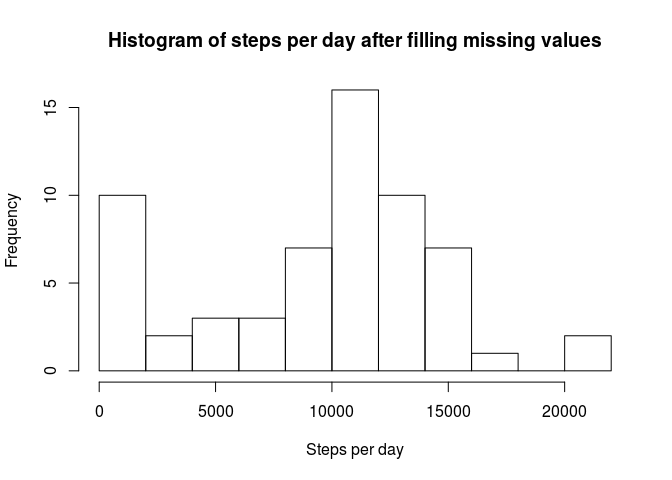 Histogram of steps per day after filling missing values
Frequency
15
10
5
0
0 5000 10000 15000 20000
Steps per day